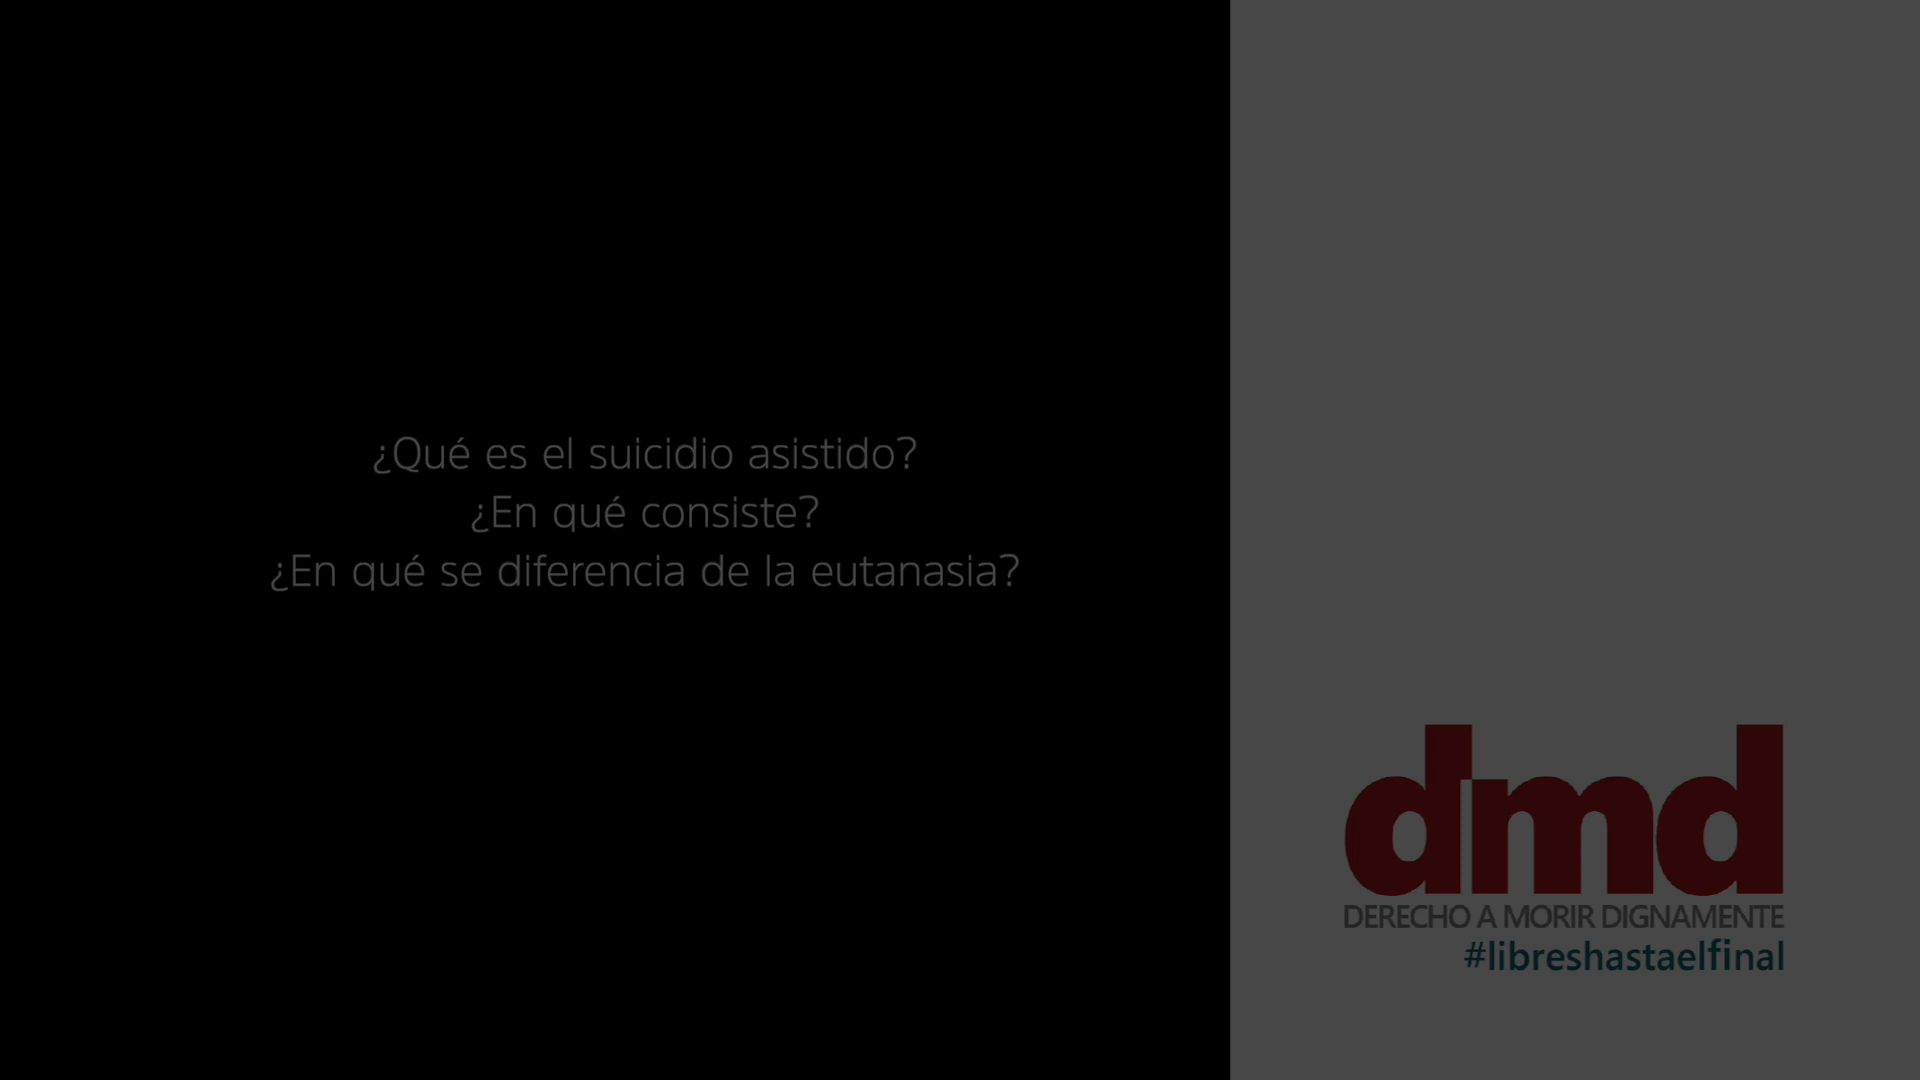 ¿Qué es el suicidio asistido?
¿En qué consiste?
¿En qué se diferencia de la eutanasia?
dmd
DERECHO A MORIR DIGNAMENTE
#libreshastaelfinal